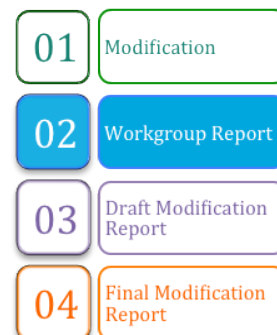 01 Modification
02 Workgroup Report
03 Draft Modification
Report
04 Final Modification
Report